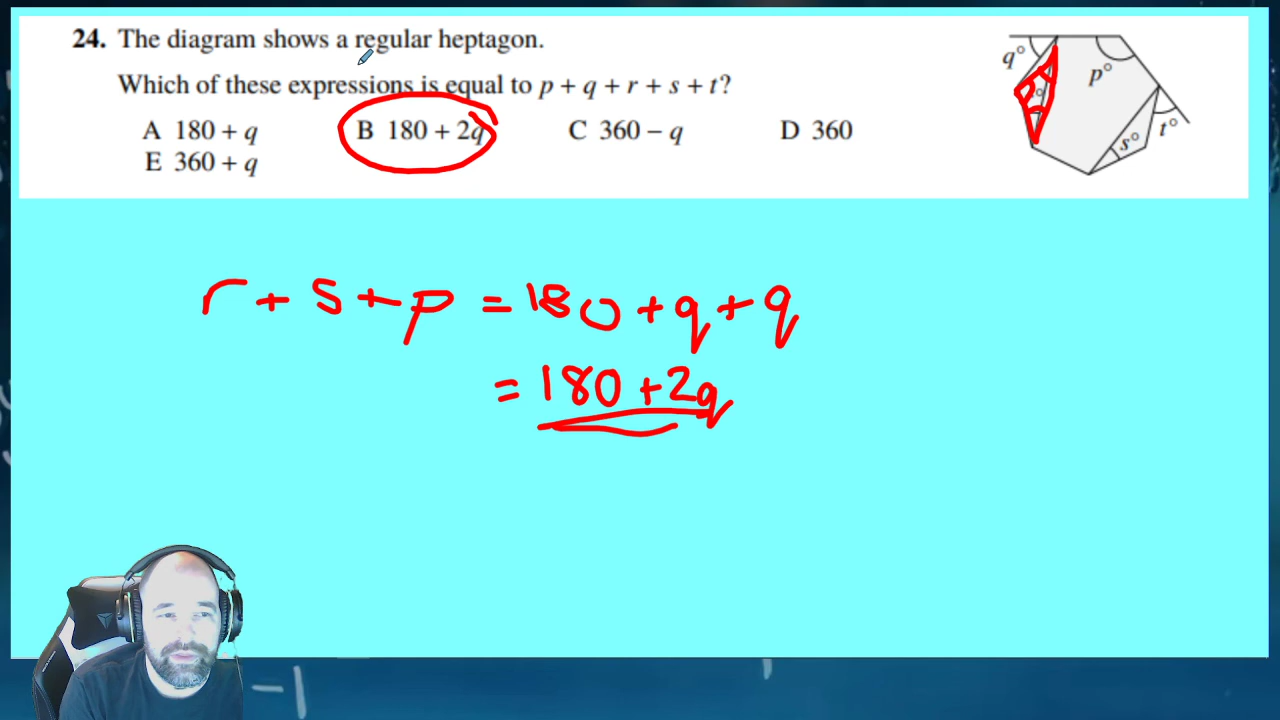 24. The diagram shows a regular heptagon.
Which of these expressions is equal to p + q + r + s + t?
A 180 + q B 180 + 2q C 360 − q D 360
E 360 + q
q°
p°
s°
t°
r + s + p = 180 + q + q
= 180 + 2q
−1